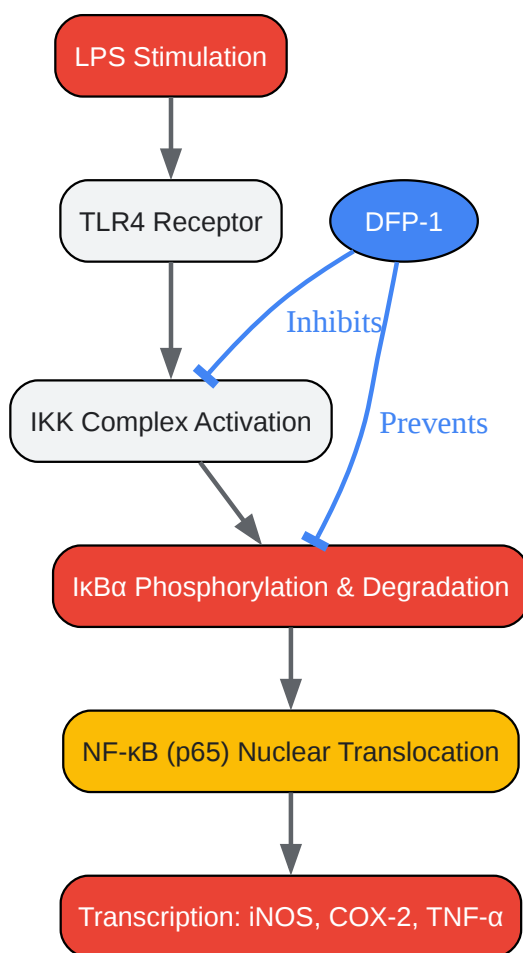 LPS Stimulation
TLR4 Receptor
DFP-1
Inhibits
IKK Complex Activation
Prevents
IκBα Phosphorylation & Degradation
NF-κB (p65) Nuclear Translocation
Transcription: iNOS, COX-2, TNF-α